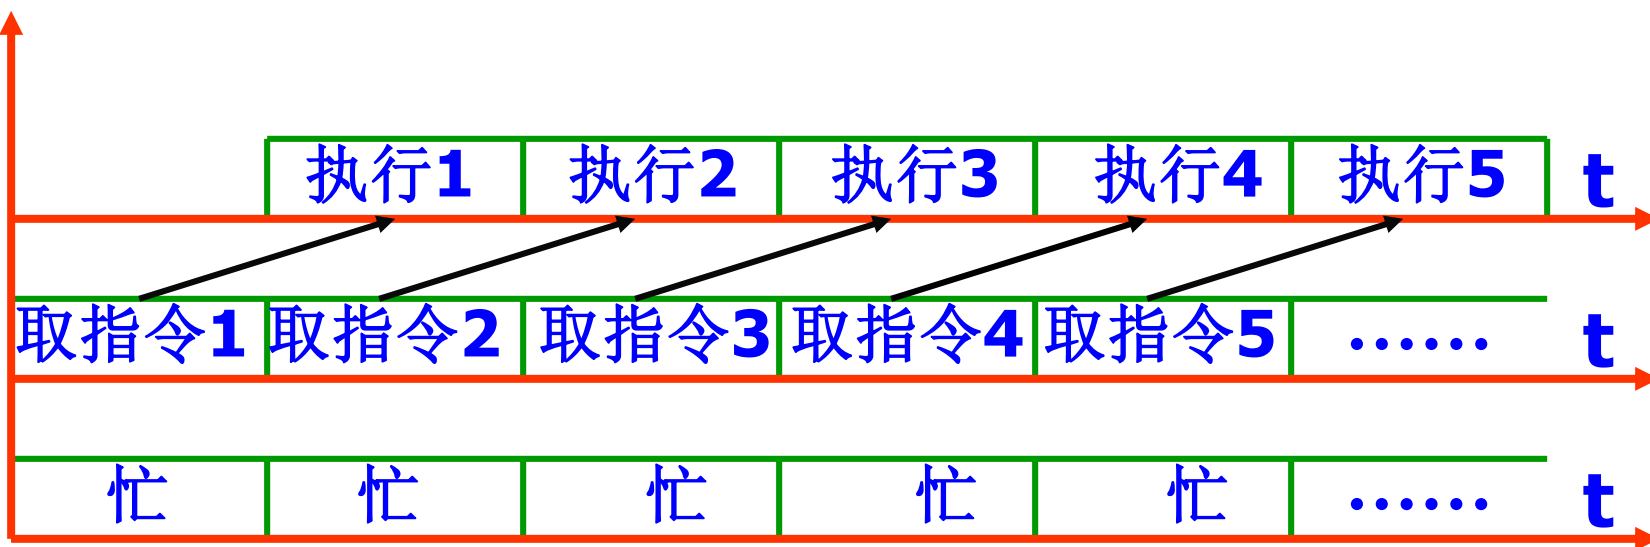 执行1 执行2 执行3 执行4 执行5 t
取指令1 取指令2 取指令3 取指令4 取指令5 …… t
忙 忙 忙 忙 忙 …… t